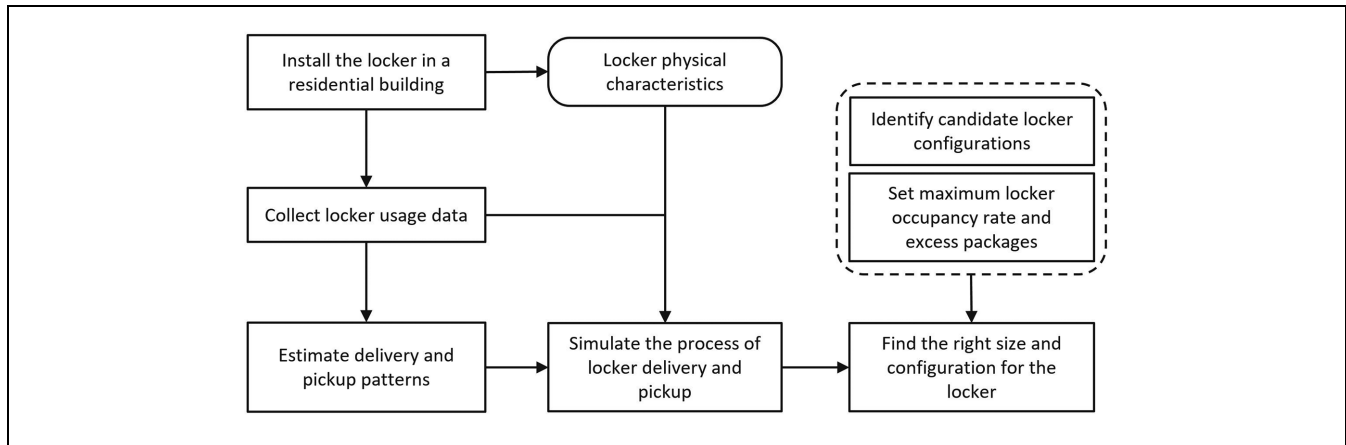 Install the locker in a
residential building
Locker physical
characteristics
Identify candidate locker
configurations
Set maximum locker
occupancy rate and
excess packages
Collect locker usage data
Estimate delivery and
pickup patterns
Simulate the process of
locker delivery and
pickup
Find the right size and
configuration for the
locker